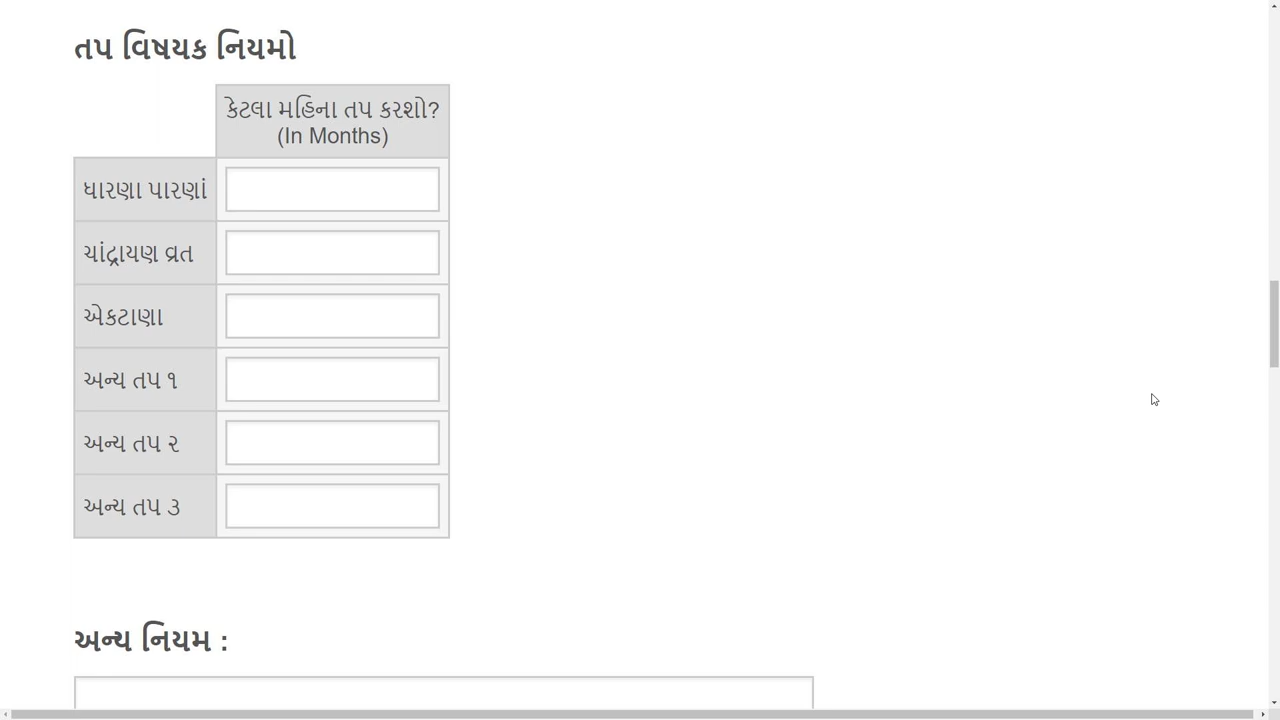 તપ વિષયક નિયમો
કેટલા મહિના તપ કરશો?
(In Months)
ધારણા પારણાં
ચાંદ્રાયણ વ્રત
એકટાણા
અન્ય તપ ૧
અન્ય તપ ૨
અન્ય તપ ૩
અન્ય નિયમ :